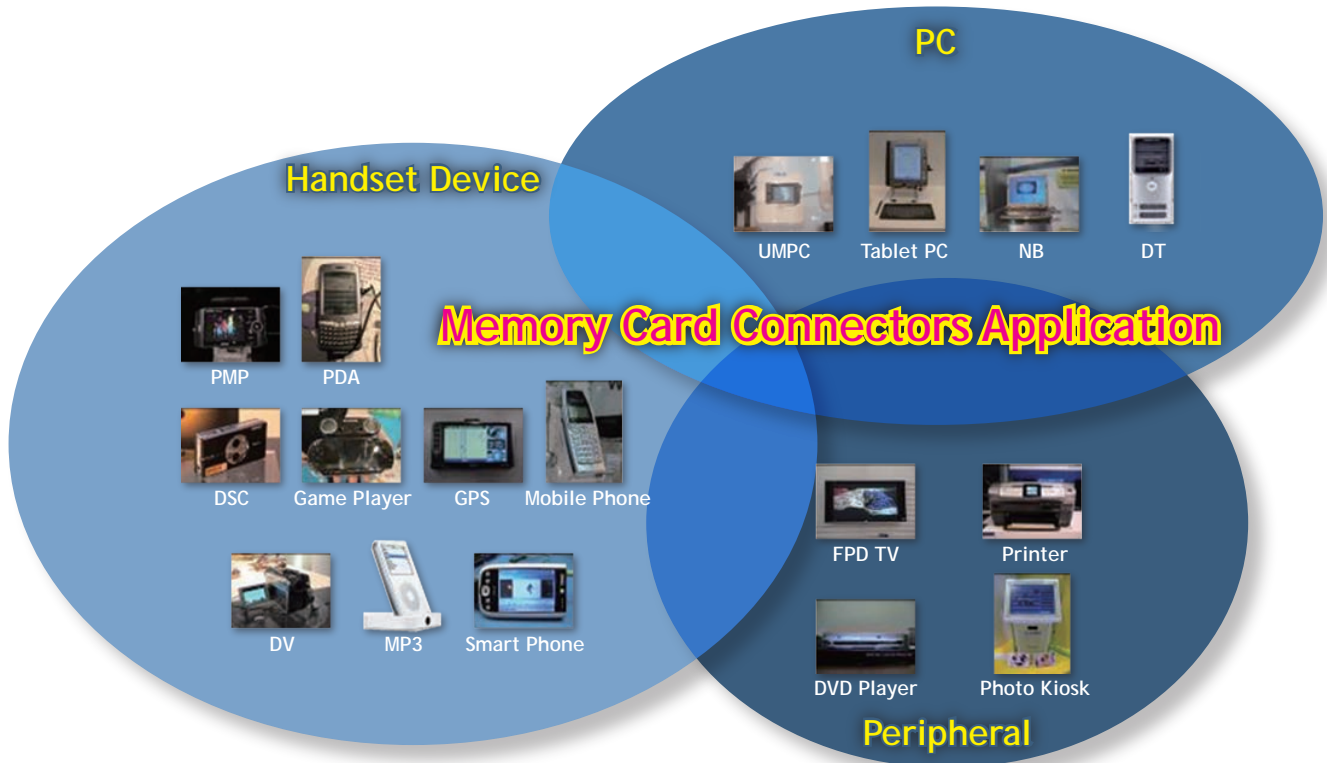 PC
Handset Device
UMPC
Tablet PC
NB
DT
Memory Card Connectors Application
PMP
PDA
DSC
Game Player
GPS
Mobile Phone
FPD TV
Printer
DV
MP3
Smart Phone
DVD Player
Photo Kiosk
Peripheral